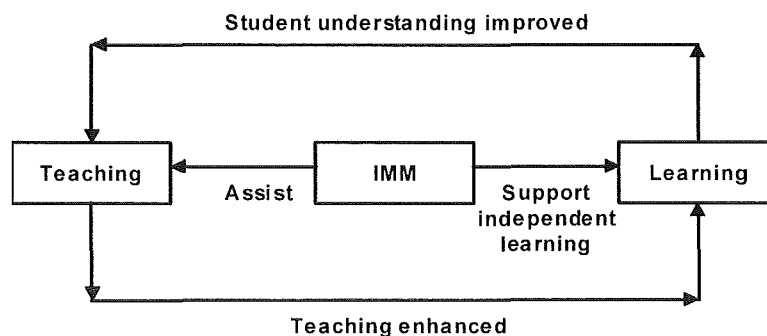 Student understanding improved
Teaching
IMM
Learning
Assist
Support
independent
learning
Teaching enhanced